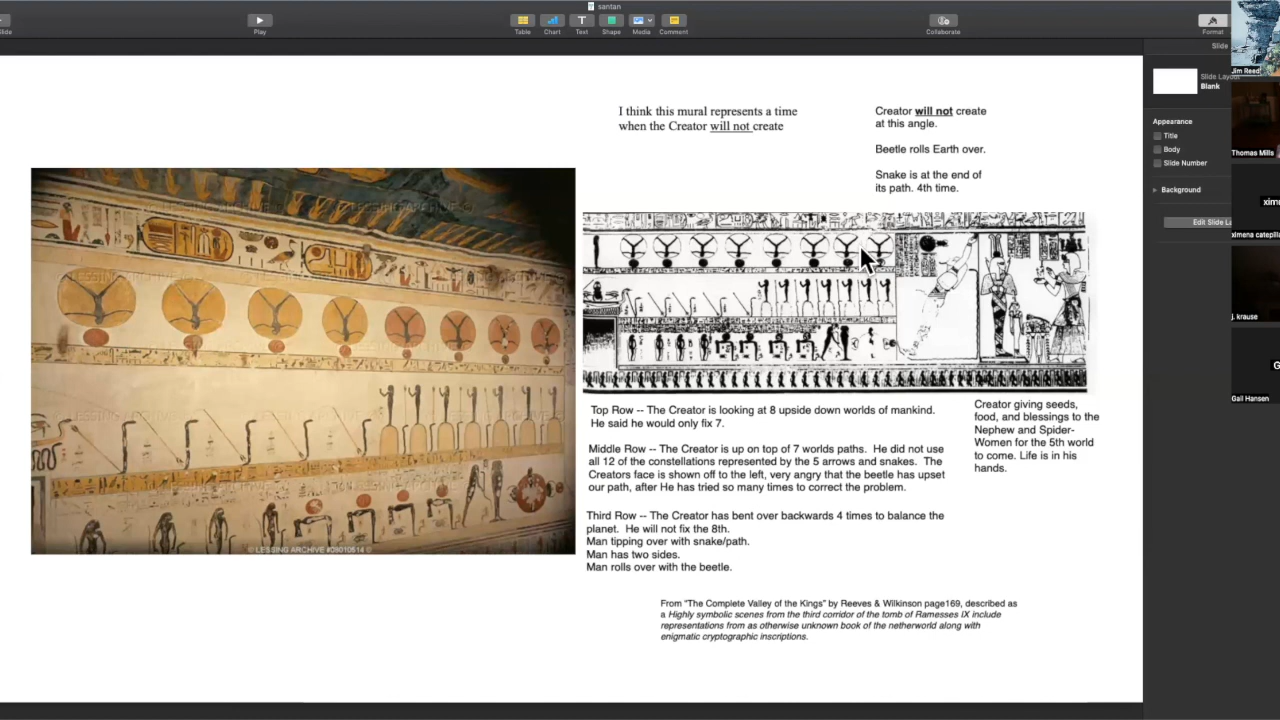 santan
Slide
Play
Table
Chart
Text
Shape
Media
Comment
Collaborate
Format
Slide
Slide Layout
Blank
Appearance
Title
Body
Slide Number
Background
Edit Slide La
Jim Reed
Thomas Mills
xim
ximena catepilla
j. krause
G
Gail Hansen
I think this mural represents a time
when the Creator will not create
Creator will not create
at this angle.
Beetle rolls Earth over.
Snake is at the end of
its path. 4th time.
© LESSING ARCHIVE #08010514 ©
Top Row -- The Creator is looking at 8 upside down worlds of mankind.
He said he would only fix 7.
Middle Row -- The Creator is up on top of 7 worlds paths. He did not use
all 12 of the constellations represented by the 5 arrows and snakes. The
Creators face is shown off to the left, very angry that the beetle has upset
our path, after He has tried so many times to correct the problem.
Third Row -- The Creator has bent over backwards 4 times to balance the
planet. He will not fix the 8th.
Man tipping over with snake/path.
Man has two sides.
Man rolls over with the beetle.
Creator giving seeds,
food, and blessings to the
Nephew and Spider-
Women for the 5th world
to come. Life is in his
hands.
From "The Complete Valley of the Kings" by Reeves & Wilkinson page169, described as
a Highly symbolic scenes from the third corridor of the tomb of Ramesses IX include
representations from as otherwise unknown book of the netherworld along with
enigmatic cryptographic inscriptions.